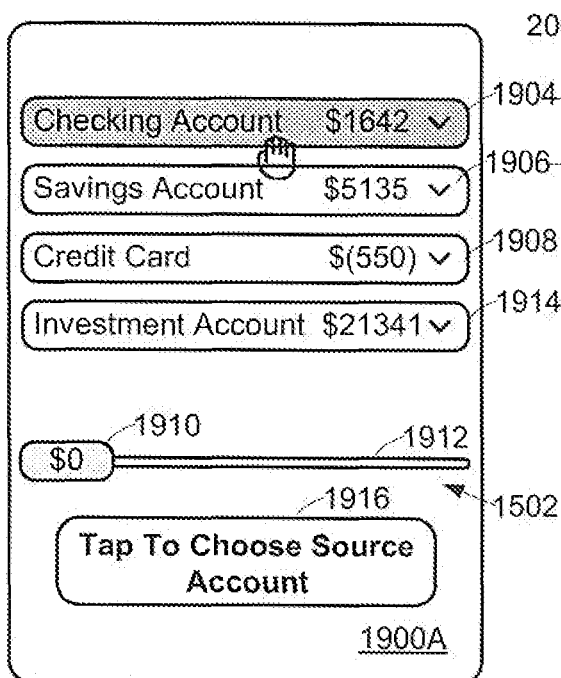 20
Checking Account $1642 1904
Savings Account $5135 1906
Credit Card $(550) 1908
Investment Account $21341 1914
1910
$0
1912
1502
1916
Tap To Choose Source
Account
1900A